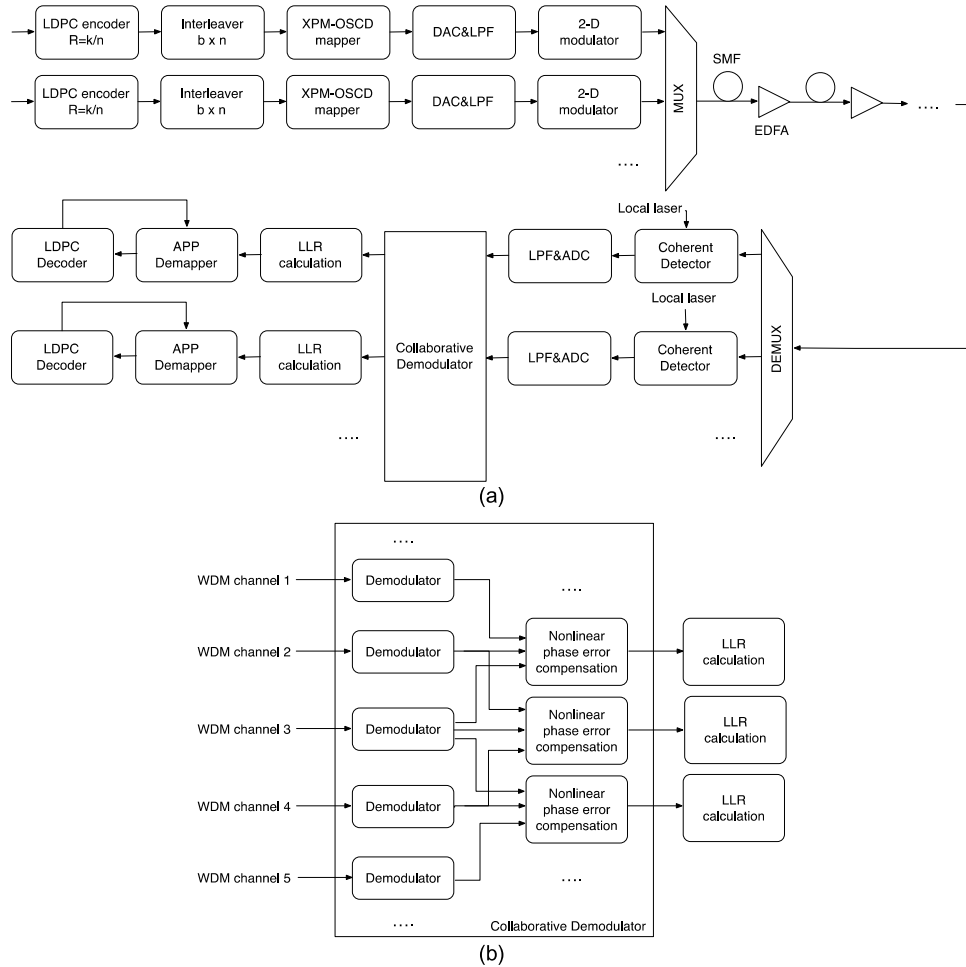 LDPC encoder
R=k/n
Interleaver
b x n
XPM-OSCD
mapper
DAC&LPF
2-D
modulator
LDPC encoder
R=k/n
Interleaver
b x n
XPM-OSCD
mapper
DAC&LPF
2-D
modulator
....
MUX
SMF
EDFA
....
LDPC
Decoder
APP
Demapper
LLR
calculation
LPF&ADC
Local laser
Coherent
Detector
LDPC
Decoder
APP
Demapper
LLR
calculation
Collaborative
Demodulator
LPF&ADC
Local laser
Coherent
Detector
DEMUX
....
....
(a)
....
WDM channel 1
Demodulator
....
WDM channel 2
Demodulator
Nonlinear
phase error
compensation
LLR
calculation
WDM channel 3
Demodulator
Nonlinear
phase error
compensation
LLR
calculation
WDM channel 4
Demodulator
Nonlinear
phase error
compensation
LLR
calculation
WDM channel 5
Demodulator
....
....
Collaborative Demodulator
(b)